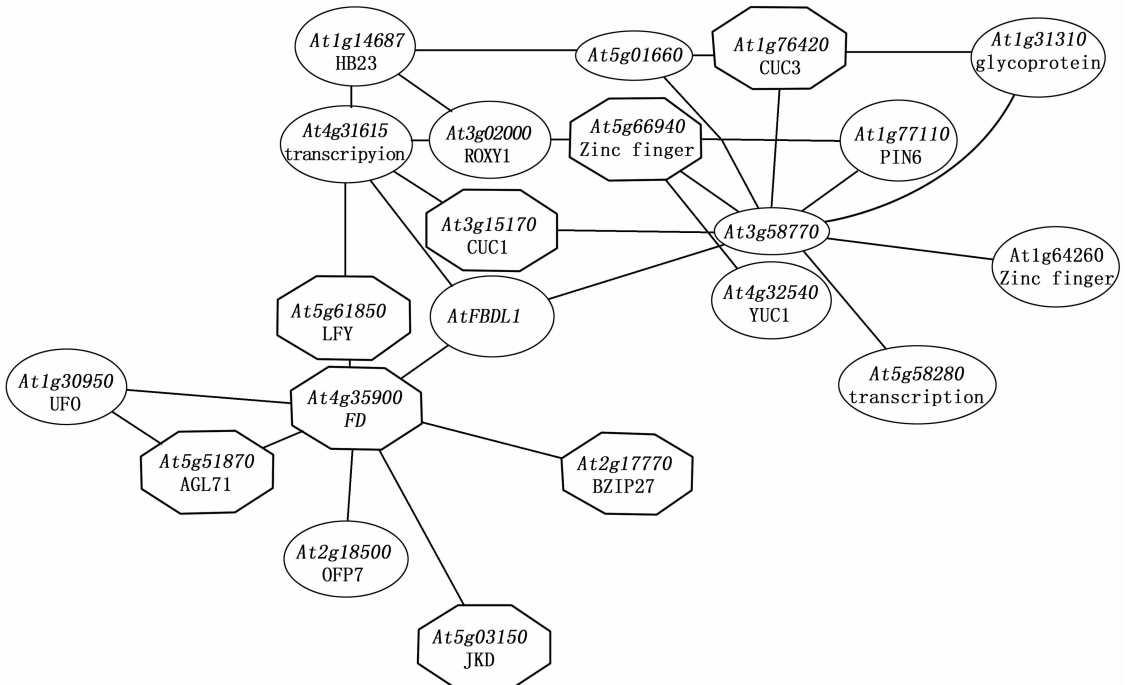 At1g14687
HB23
At5g01660
At1g76420
CUC3
At1g31310
glycoprotein
At4g31615
transcripyion
At3g02000
ROXY1
At5g66940
Zinc finger
At1g77110
PIN6
At3g15170
CUC1
At3g58770
At1g64260
Zinc finger
At5g61850
LFY
AtFBDL1
At4g32540
YUC1
At1g30950
UFO
At4g35900
FD
At5g58280
transcription
At5g51870
AGL71
At2g17770
BZIP27
At2g18500
OFP7
At5g03150
JKD